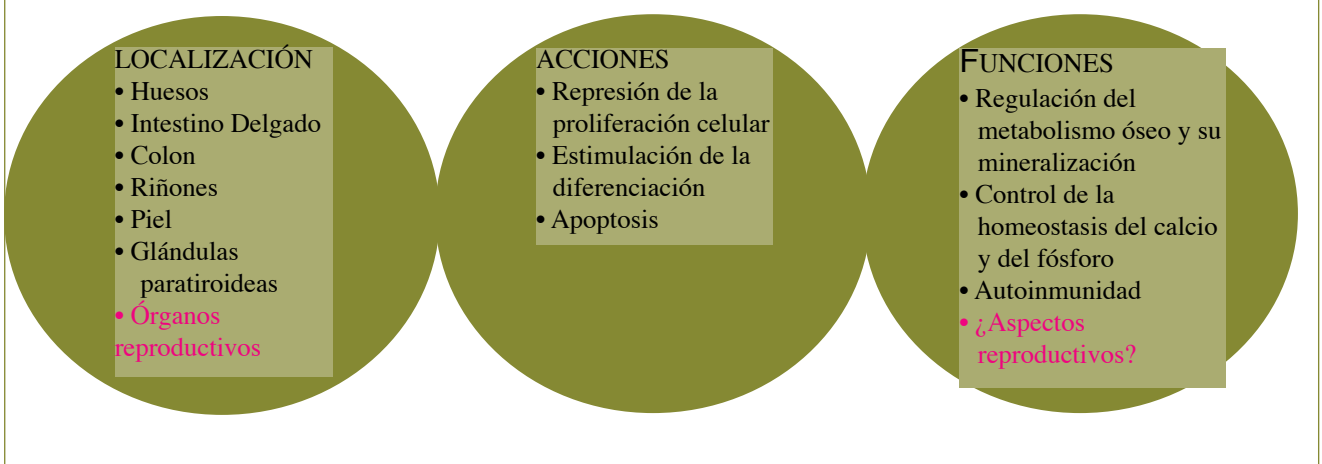 LOCALIZACIÓN
• Huesos
• Intestino Delgado
• Colon
• Riñones
• Piel
• Glándulas
paratiroideas
• Órganos
reproductivos
ACCIONES
• Represión de la
proliferación celular
• Estimulación de la
diferenciación
• Apoptosis
FUNCIONES
• Regulación del
metabolismo óseo y su
mineralización
• Control de la
homeostasis del calcio
y del fósforo
• Autoinmunidad
• ¿Aspectos
reproductivos?